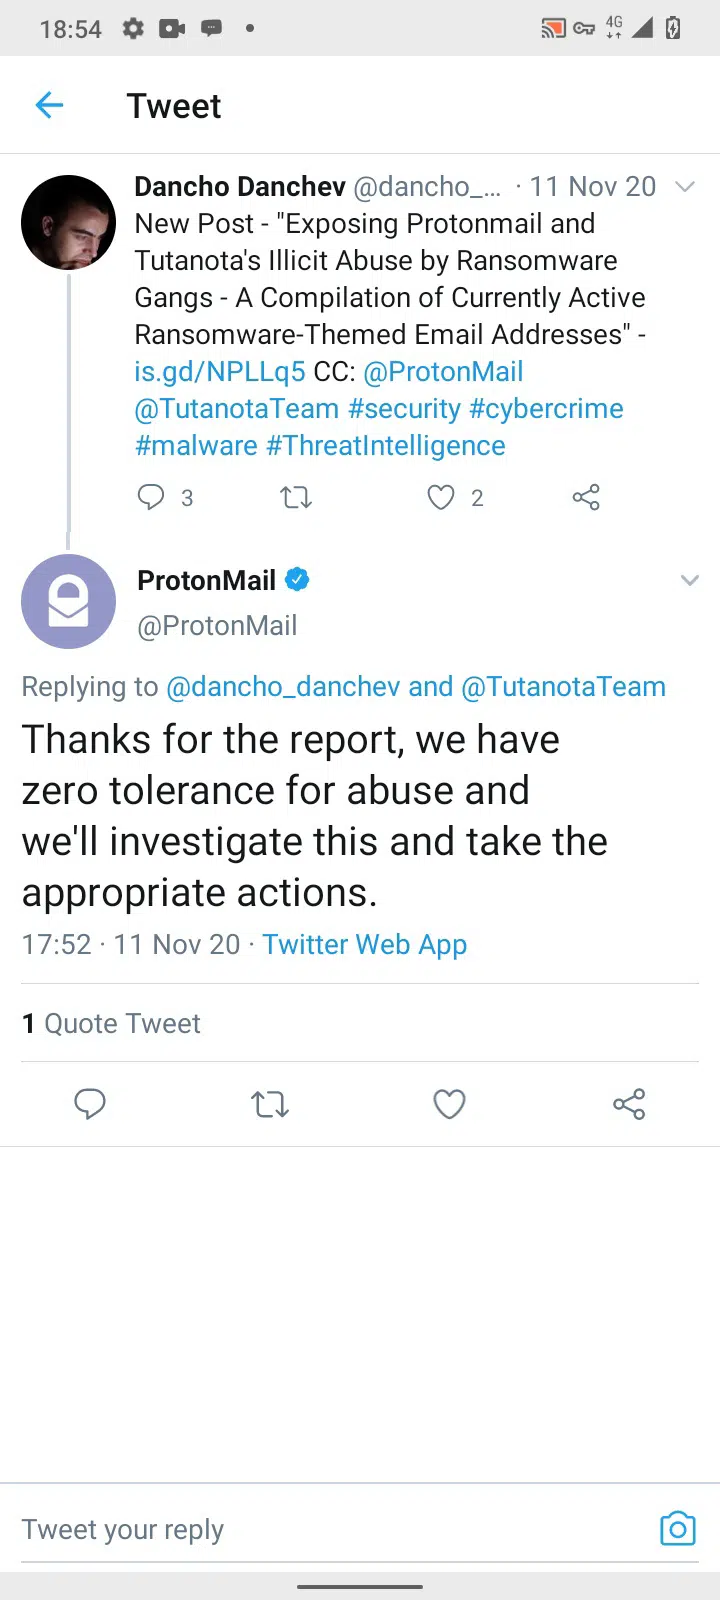 18:54
4G
Tweet
Dancho Danchev @dancho_... · 11 Nov 20
New Post - "Exposing Protonmail and
Tutanota's Illicit Abuse by Ransomware
Gangs - A Compilation of Currently Active
Ransomware-Themed Email Addresses" -
is.gd/NPLLq5 CC: @ProtonMail
@TutanotaTeam #security #cybercrime
#malware #ThreatIntelligence
3 2
ProtonMail
@ProtonMail
Replying to @dancho_danchev and @TutanotaTeam
Thanks for the report, we have
zero tolerance for abuse and
we'll investigate this and take the
appropriate actions.
17:52 · 11 Nov 20 · Twitter Web App
1 Quote Tweet
Tweet your reply